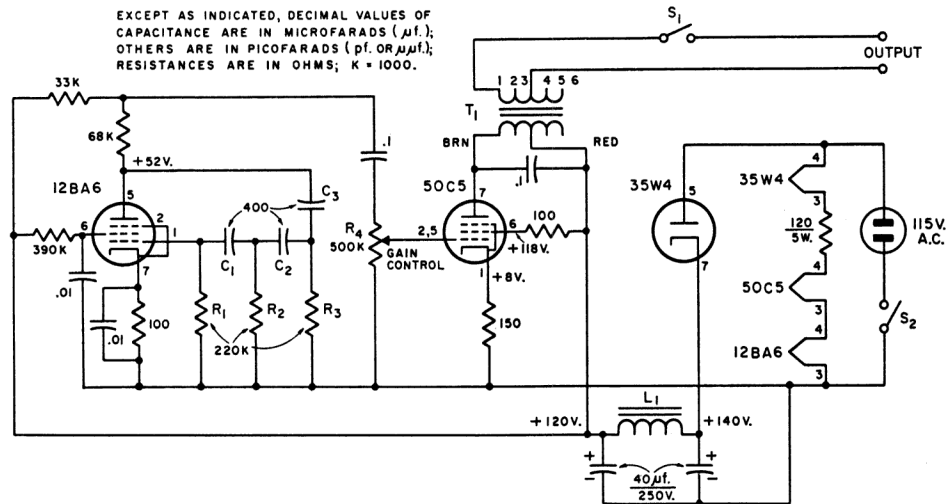 EXCEPT AS INDICATED, DECIMAL VALUES OF
CAPACITANCE ARE IN MICROFARADS (µf.);
OTHERS ARE IN PICOFARADS (pf. OR µµf.);
RESISTANCES ARE IN OHMS; K = 1000.
S1
OUTPUT
1 2 3 4 5 6
T1
BRN
RED
33K
68K
+52V.
.1
.1
12BA6
5
2
1
6
7
390K
.01
.01
100
400
C1
C2
C3
R1
R2
R3
220K
R4
500K
GAIN
CONTROL
50C5
7
2,5
6
1
100
+118V.
+8V.
150
35W4
5
7
35W4
4
3
120
5W.
50C5
4
3
12BA6
4
3
115V.
A.C.
S2
+120V.
L1
+140V.
+
–
40µf.
250V.
+
–